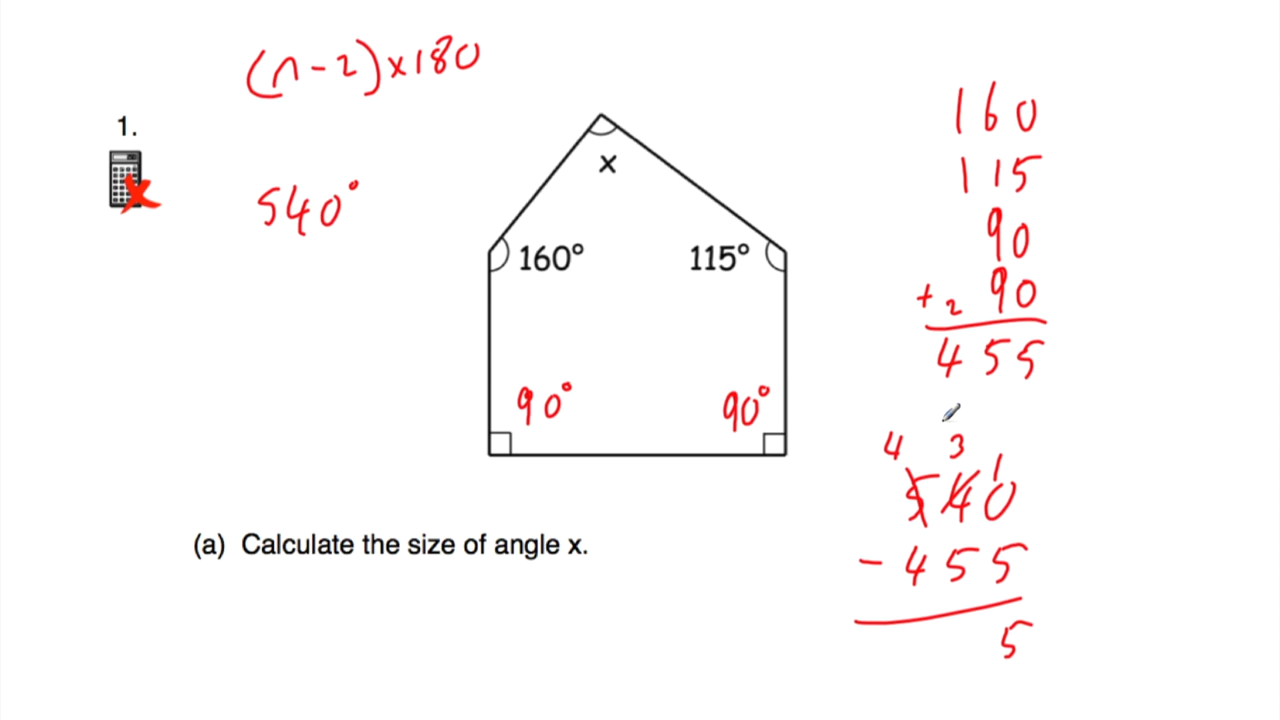 (n-2)×180
1.
540°
x
160° 115°
90° 90°
(a) Calculate the size of angle x.
160
115
90
+ 2 90
455
4 3 1
540
- 455
5